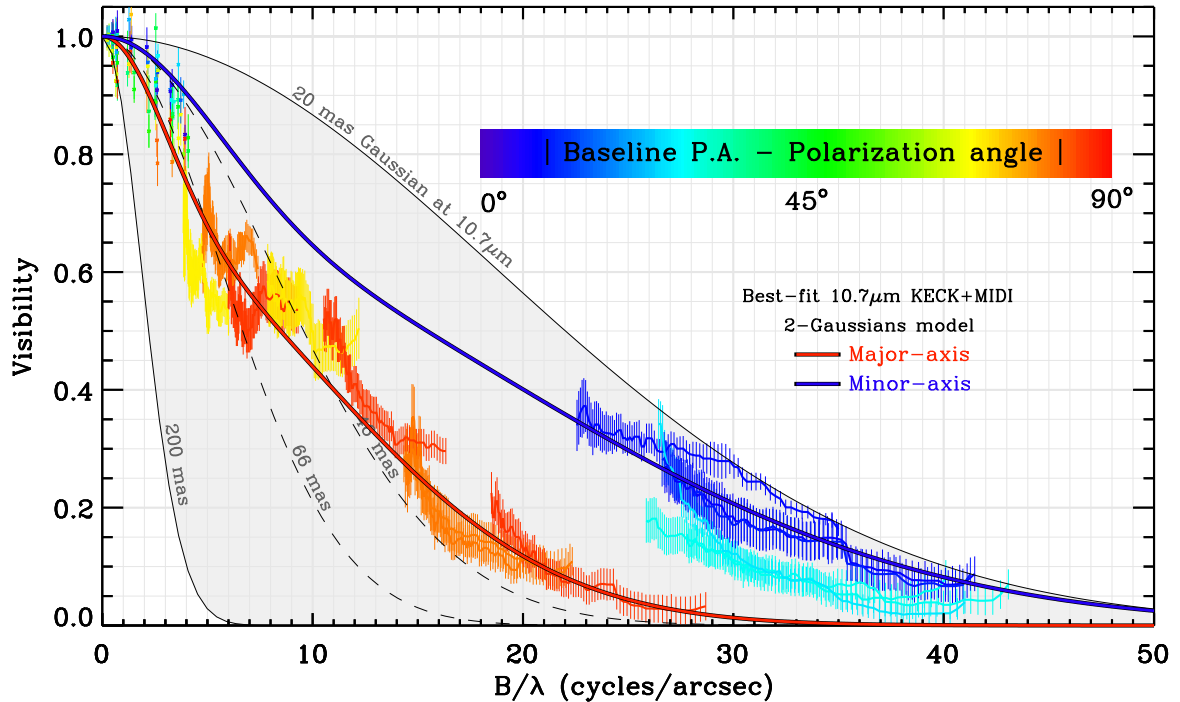 1.0
0.8
0.6
0.4
0.2
0.0
Visibility
20 mas Gaussian at 10.7μm
| Baseline P.A. − Polarization angle |
0° 45° 90°
Best−fit 10.7μm KECK+MIDI
2−Gaussians model
Major−axis
Minor−axis
200 mas
66 mas
mas
0 10 20 30 40 50
B/λ (cycles/arcsec)